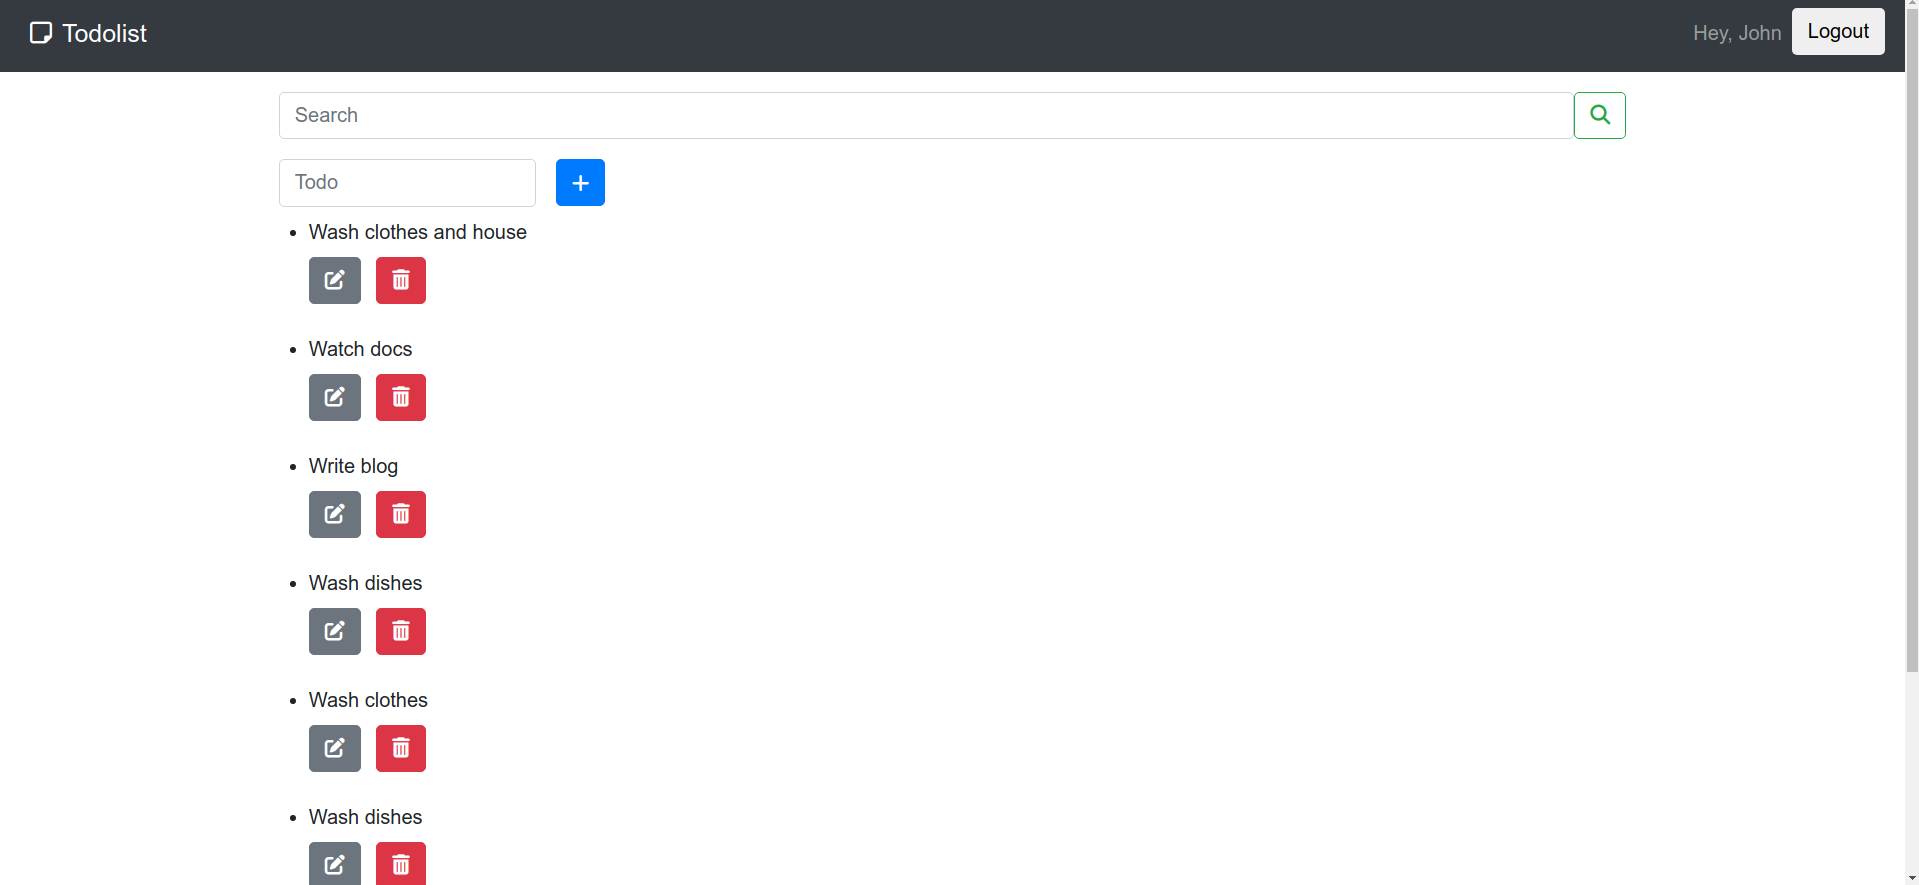 Todolist
Hey, John
Logout
Search
Todo
Wash clothes and house
Watch docs
Write blog
Wash dishes
Wash clothes
Wash dishes